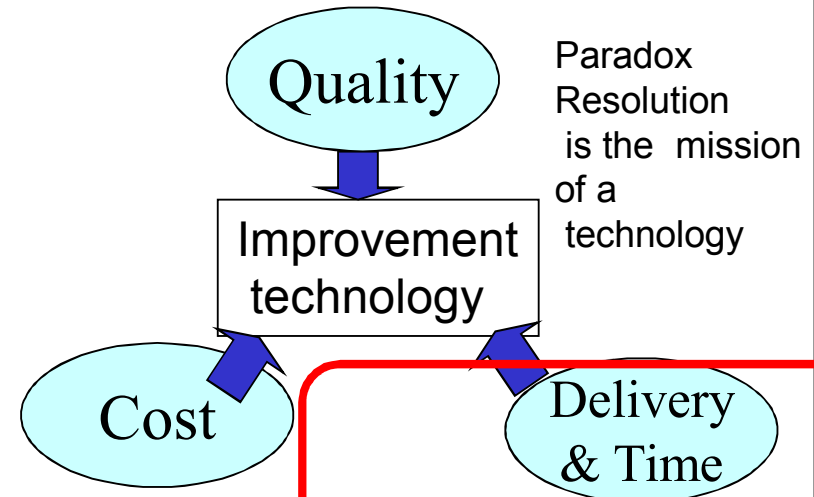 Quality
Paradox
Resolution
is the mission
of a
technology
Improvement
technology
Cost
Delivery
& Time